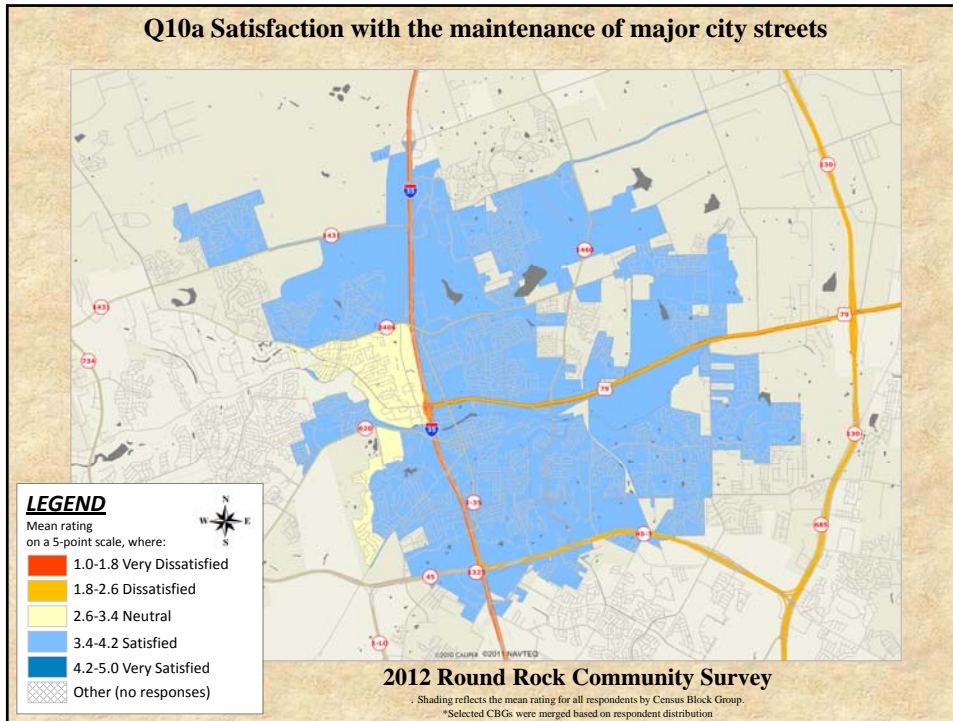 Q10a Satisfaction with the maintenance of major city streets
35
130
1431
1460
1431
79
3406
734
79
620
35
130
I-35
685
45
1325
©2010 CALIPER ©2011 NAVTEQ
LEGEND
N
W E
S
Mean rating
on a 5-point scale, where:
1.0-1.8 Very Dissatisfied
1.8-2.6 Dissatisfied
2.6-3.4 Neutral
3.4-4.2 Satisfied
4.2-5.0 Very Satisfied
Other (no responses)
2012 Round Rock Community Survey
. Shading reflects the mean rating for all respondents by Census Block Group.
*Selected CBGs were merged based on respondent distribution